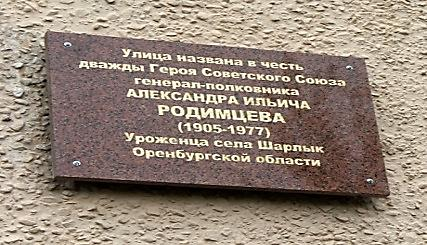 Улица названа в честь
дважды Героя Советского Союза
генерал-полковника
АЛЕКСАНДРА ИЛЬИЧА
РОДИМЦЕВА
(1905-1977)
Уроженца села Шарлык
Оренбургской области